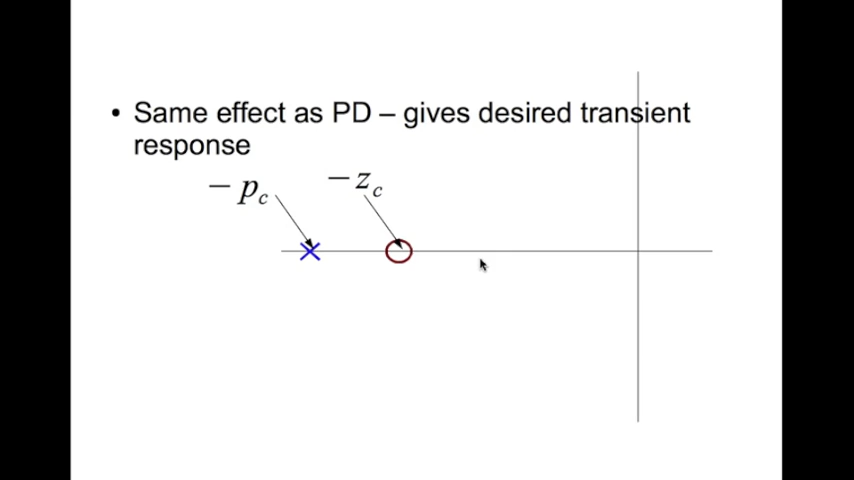 • Same effect as PD – gives desired transient
response
− p_c
− z_c